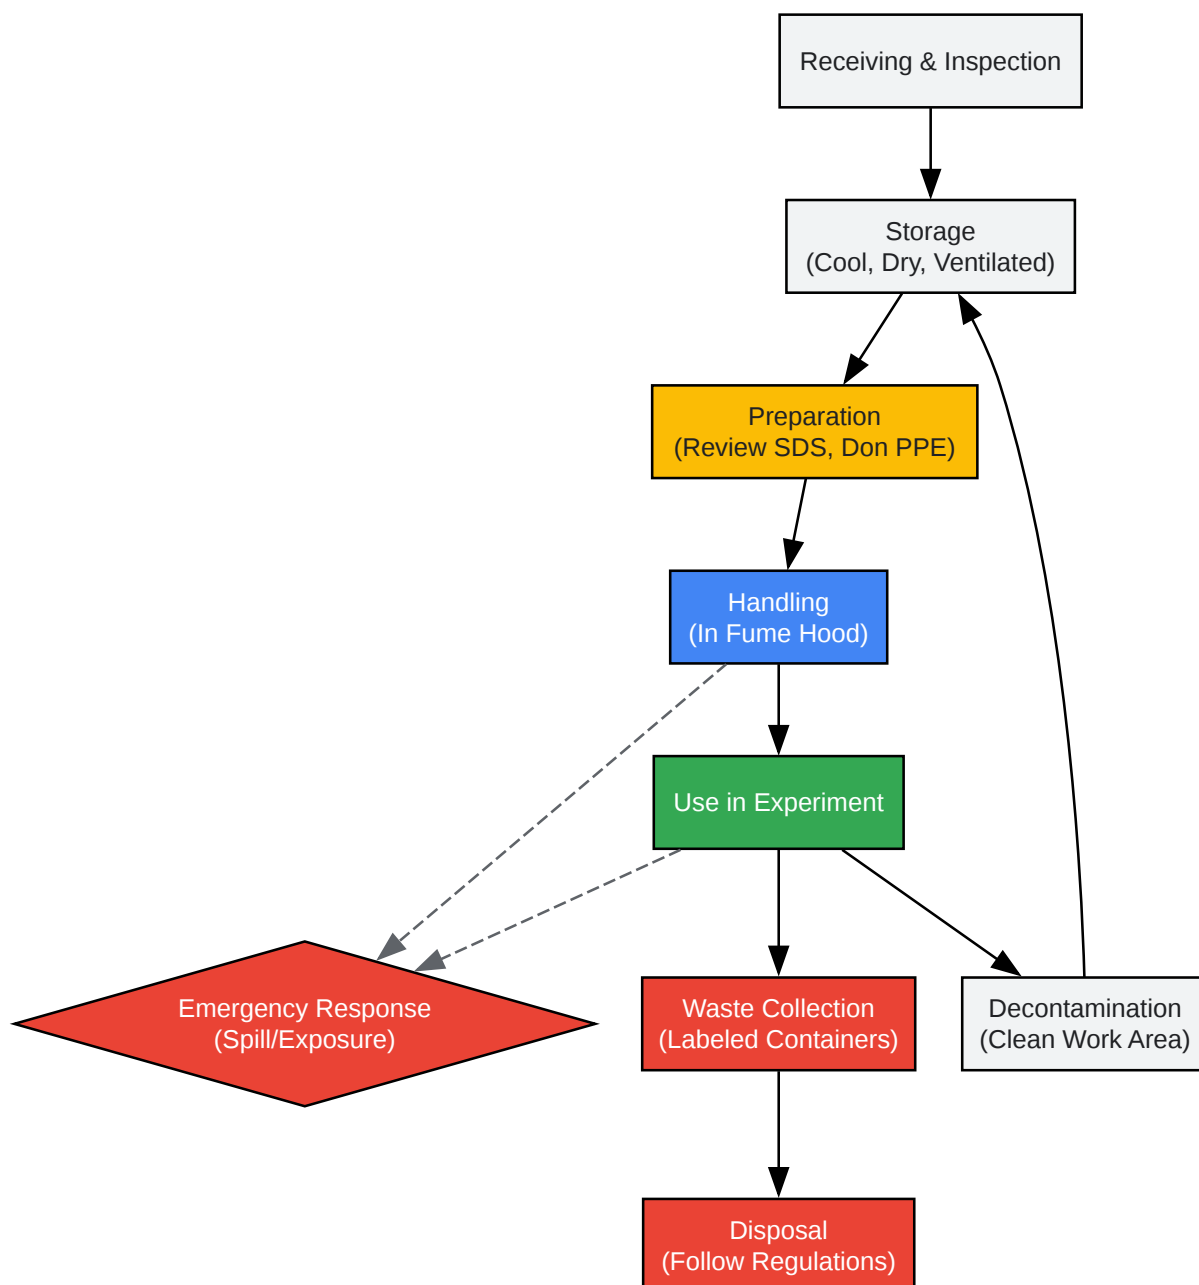 Receiving & Inspection
Storage
(Cool, Dry, Ventilated)
Preparation
(Review SDS, Don PPE)
Handling
(In Fume Hood)
Use in Experiment
Emergency Response
(Spill/Exposure)
Waste Collection
(Labeled Containers)
Decontamination
(Clean Work Area)
Disposal
(Follow Regulations)